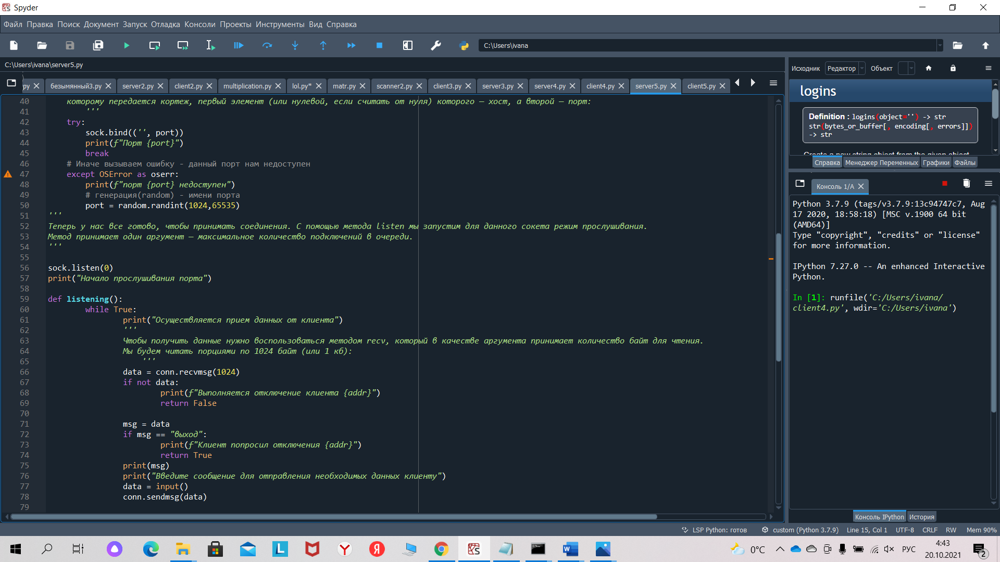 Spyder
Файл Правка Поиск Документ Запуск Отладка Консоли Проекты Инструменты Вид Справка
C:\Users\ivana
C:\Users\ivana\server5.py
py безымянный3.py server2.py client2.py multiplication.py lol.py* matr.py scanner2.py client3.py server3.py server4.py client4.py server5.py client5.py
40 которому передается кортеж, первый элемент (или нулевой, если считать от нуля) которого — хост, а второй — порт:
41 '''
42 try:
43 sock.bind(('', port))
44 print(f"Порт {port}")
45 break
46 # Иначе вызываем ошибку - данный порт нам недоступен
47 except OSError as oserr:
48 print(f"порт {port} недоступен")
49 # генерация(random) - имени порта
50 port = random.randint(1024,65535)
51 '''
52 Теперь у нас все готово, чтобы принимать соединения. С помощью метода listen мы запустим для данного сокета режим прослушивания.
53 Метод принимает один аргумент — максимальное количество подключений в очереди.
54 '''
55
56 sock.listen(0)
57 print("Начало прослушивания порта")
58
59 def listening():
60 while True:
61 print("Осуществляется прием данных от клиента")
62 '''
63 Чтобы получить данные нужно воспользоваться методом recv, который в качестве аргумента принимает количество байт для чтения.
64 Мы будем читать порциями по 1024 байт (или 1 кб):
65 '''
66 data = conn.recvmsg(1024)
67 if not data:
68 print(f"Выполняется отключение клиента {addr}")
69 return False
70
71 msg = data
72 if msg == "выход":
73 print(f"Клиент попросил отключения {addr}")
74 return True
75 print(msg)
76 print("Введите сообщение для отправления необходимых данных клиенту")
77 data = input()
78 conn.sendmsg(data)
79
Исходник Редактор Объект
logins
Definition : logins(object='') -> str
str(bytes_or_buffer[, encoding[, errors]])
-> str
Create a new string object from the given object.
Справка Менеджер Переменных Графики Файлы
Консоль 1/A
Python 3.7.9 (tags/v3.7.9:13c94747c7, Aug
17 2020, 18:58:18) [MSC v.1900 64 bit
(AMD64)]
Type "copyright", "credits" or "license"
for more information.
IPython 7.27.0 -- An enhanced Interactive
Python.
In [1]: runfile('C:/Users/ivana/
client4.py', wdir='C:/Users/ivana')
Консоль IPython История
LSP Python: готов custom (Python 3.7.9) Line 15, Col 1 UTF-8 CRLF RW Mem 90%
0°C РУС 4:43
20.10.2021
2